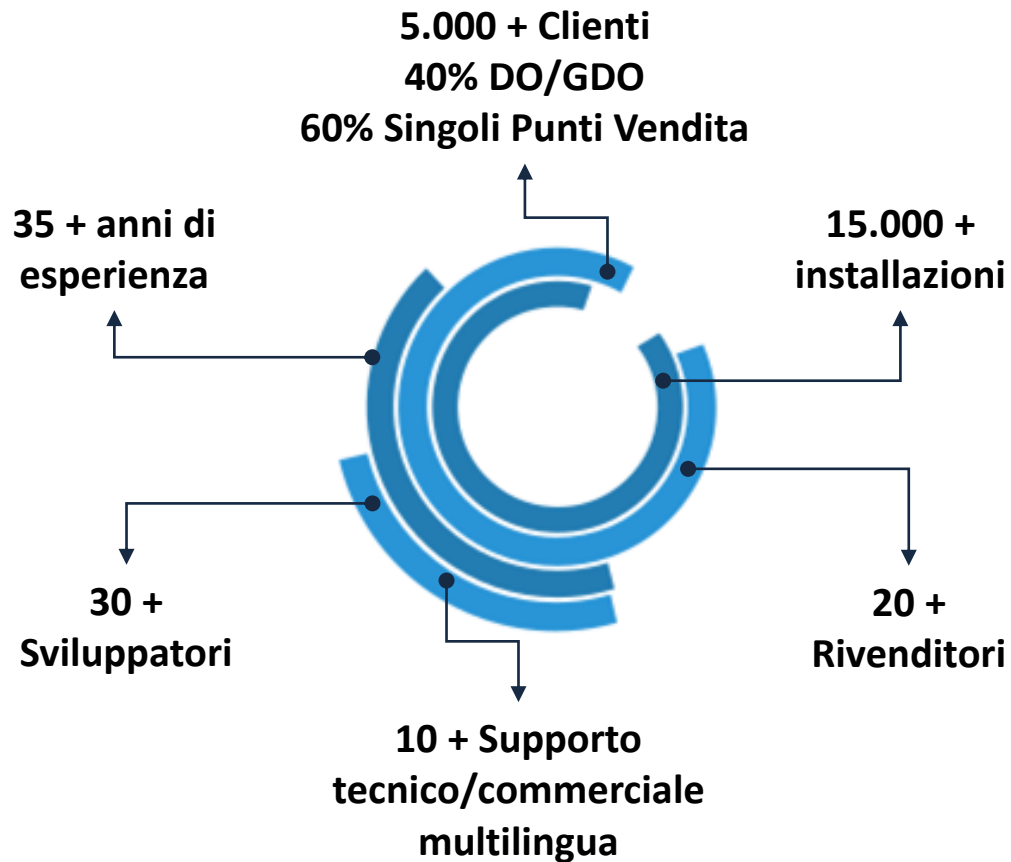 5.000 + Clienti
40% DO/GDO
60% Singoli Punti Vendita
35 + anni di
esperienza
15.000 +
installazioni
30 +
Sviluppatori
20 +
Rivenditori
10 + Supporto
tecnico/commerciale
multilingua